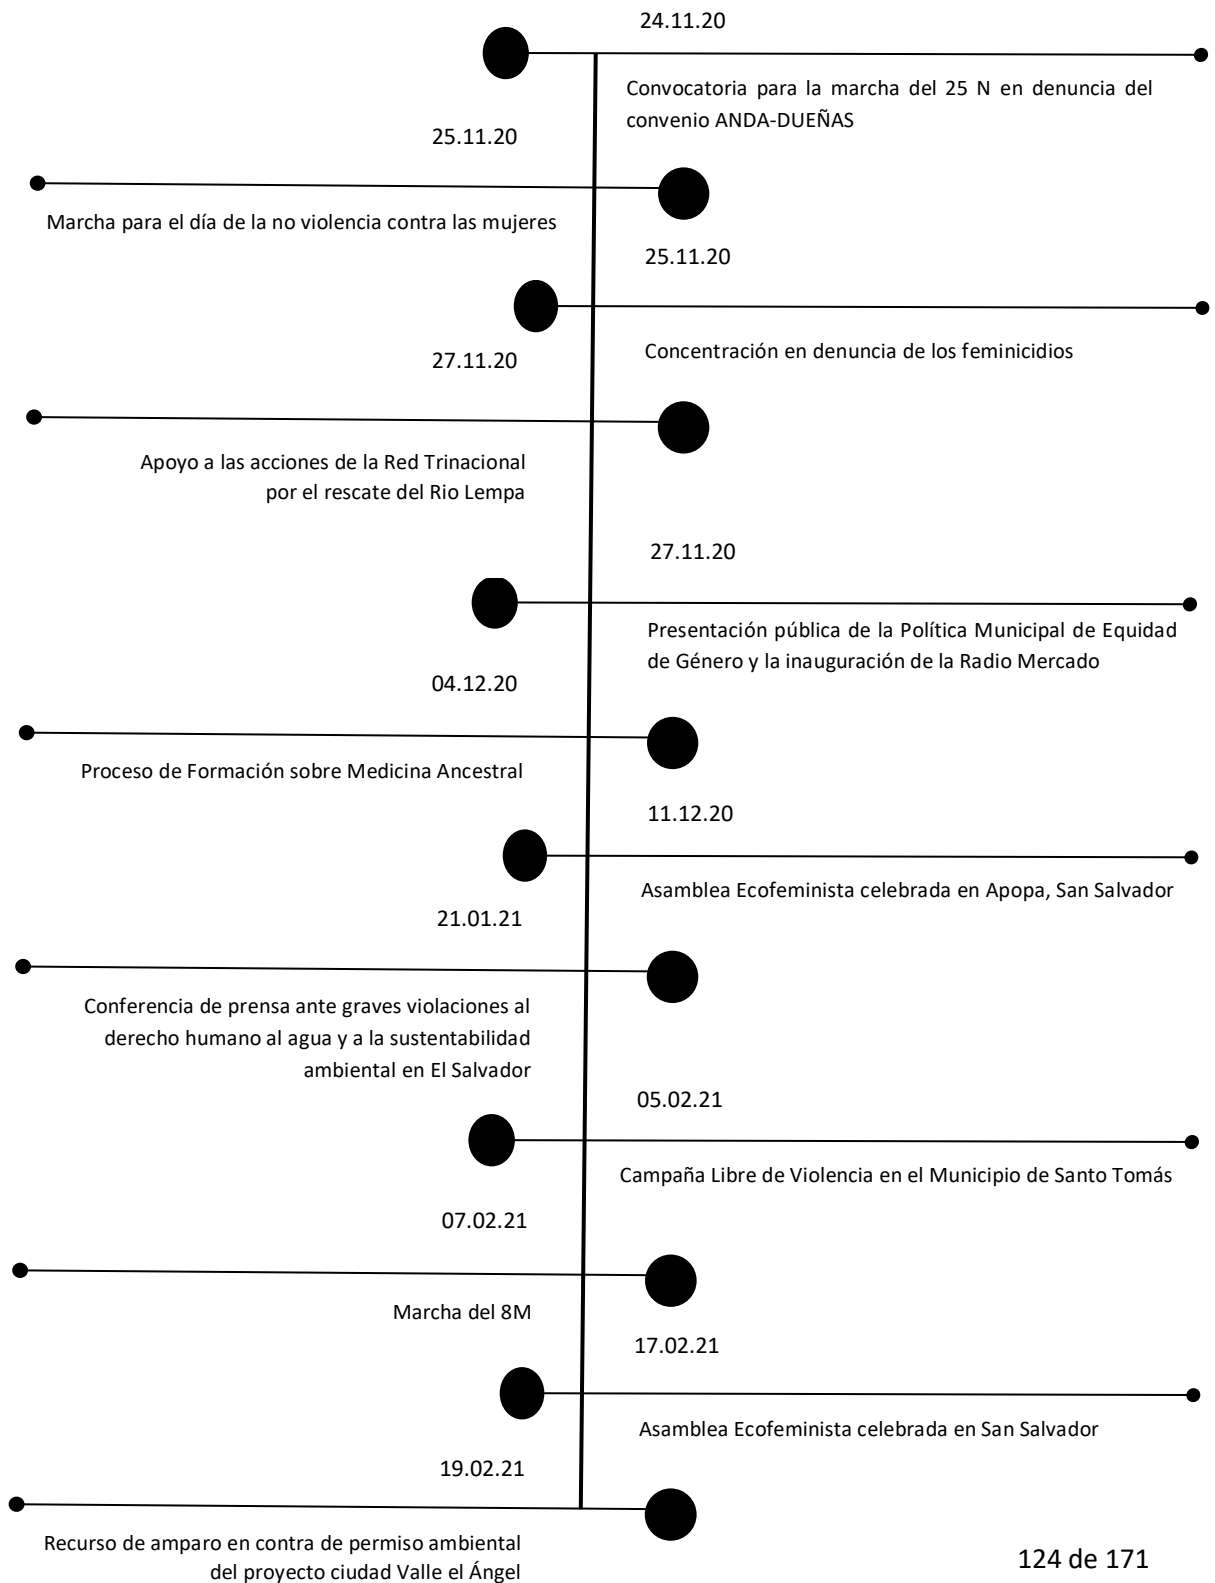 24.11.20
Convocatoria para la marcha del 25 N en denuncia del
convenio ANDA-DUEÑAS
25.11.20
Marcha para el día de la no violencia contra las mujeres
25.11.20
Concentración en denuncia de los feminicidios
27.11.20
Apoyo a las acciones de la Red Trinacional
por el rescate del Rio Lempa
27.11.20
Presentación pública de la Política Municipal de Equidad
de Género y la inauguración de la Radio Mercado
04.12.20
Proceso de Formación sobre Medicina Ancestral
11.12.20
Asamblea Ecofeminista celebrada en Apopa, San Salvador
21.01.21
Conferencia de prensa ante graves violaciones al
derecho humano al agua y a la sustentabilidad
ambiental en El Salvador
05.02.21
Campaña Libre de Violencia en el Municipio de Santo Tomás
07.02.21
Marcha del 8M
17.02.21
Asamblea Ecofeminista celebrada en San Salvador
19.02.21
Recurso de amparo en contra de permiso ambiental
del proyecto ciudad Valle el Ángel
124 de 171